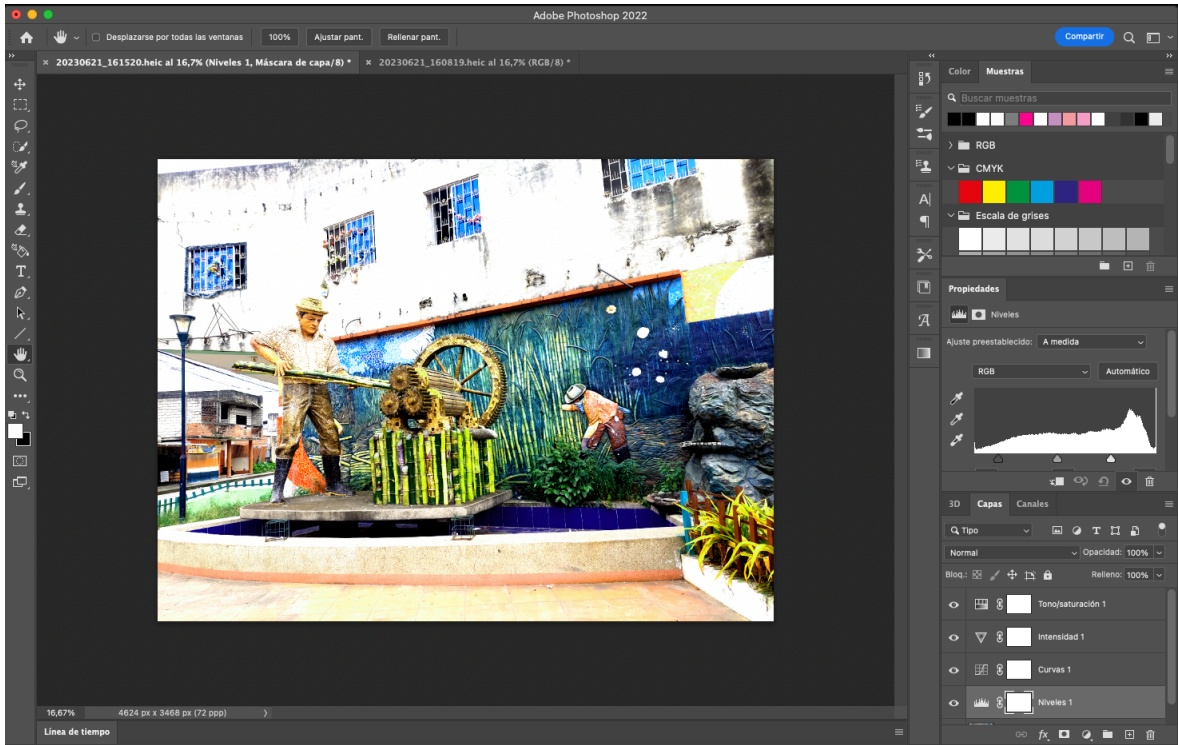 Adobe Photoshop 2022
Desplazarse por todas las ventanas 100% Ajustar pant. Rellenar pant. Compartir
× 20230621_161520.heic al 16,7% (Niveles 1, Máscara de capa/8) * × 20230621_160819.heic al 16,7% (RGB/8) *
Color Muestras
Buscar muestras
RGB
CMYK
Escala de grises
Propiedades
Niveles
Ajuste preestablecido: A medida
RGB Automático
3D Capas Canales
Tipo
Normal Opacidad: 100%
Bloq.: Relleno: 100%
Tono/saturación 1
Intensidad 1
Curvas 1
Niveles 1
16,67% 4624 px x 3468 px (72 ppp)
Línea de tiempo